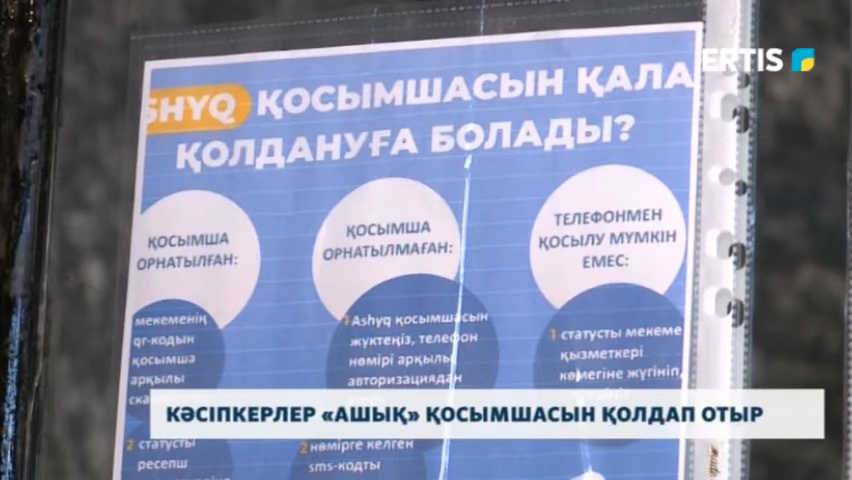 ERTIS
SHYQ ҚОСЫМШАСЫН ҚАЛА
ҚОЛДАНУҒА БОЛАДЫ?
ҚОСЫМША
ОРНАТЫЛҒАН:
мекеменің
qr-кодын
қосымша
арқылы
2 статусты
ресепш
ҚОСЫМША
ОРНАТЫЛМАҒАН:
1 Ashyq қосымшасын
жүктеңіз, телефон
нөмірі арқылы
авторизациядан
2 нөмірге келген
sms-кодты
ТЕЛЕФОНМЕН
ҚОСЫЛУ МҮМКІН
ЕМЕС:
1 статусты мекеме
қызметкері
көмегіне жүгініп,
КӘСІПКЕРЛЕР «АШЫҚ» ҚОСЫМШАСЫН ҚОЛДАП ОТЫР